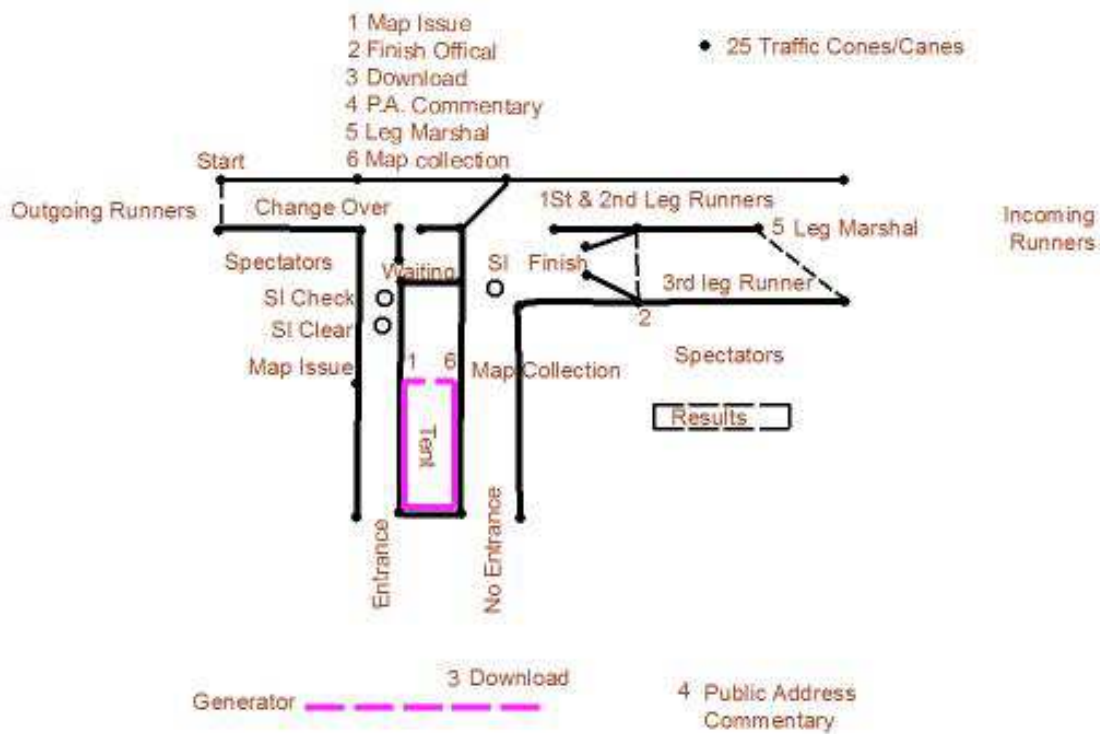 1 Map Issue
2 Finish Offical
3 Download
4 P.A. Commentary
5 Leg Marshal
6 Map collection
25 Traffic Cones/Canes
Start
Outgoing Runners
Change Over
1St & 2nd Leg Runners
5 Leg Marshal
Incoming
Runners
Spectators
Waiting
SI
Finish
3rd leg Runner
SI Check
SI Clear
2
Map Issue
1
6
Map Collection
Spectators
Results
Tent
Entrance
No Entrance
3 Download
Generator
4 Public Address
Commentary